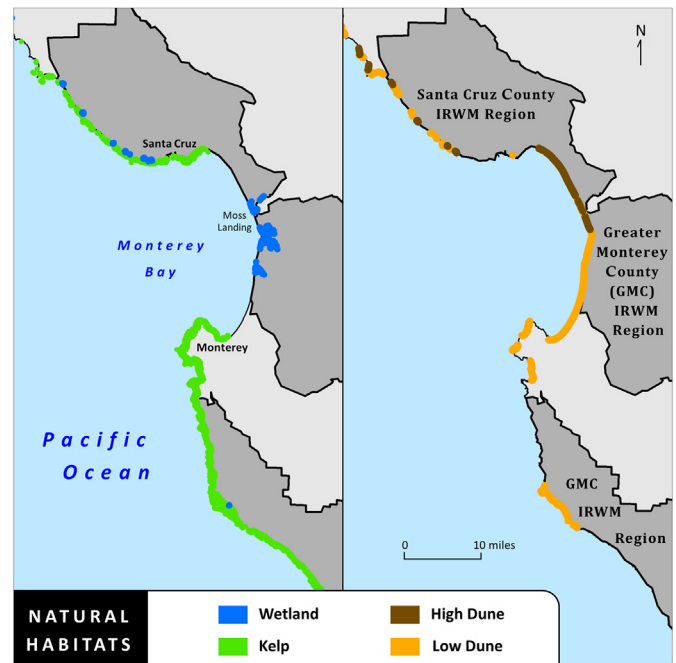 Santa Cruz
Moss
Landing
Monterey
Bay
Monterey
Pacific
Ocean
N
Santa Cruz County
IRWM Region
Greater
Monterey
County
(GMC)
IRWM
Region
GMC
IRWM
Region
0 10 miles
NATURAL
HABITATS
Wetland
Kelp
High Dune
Low Dune